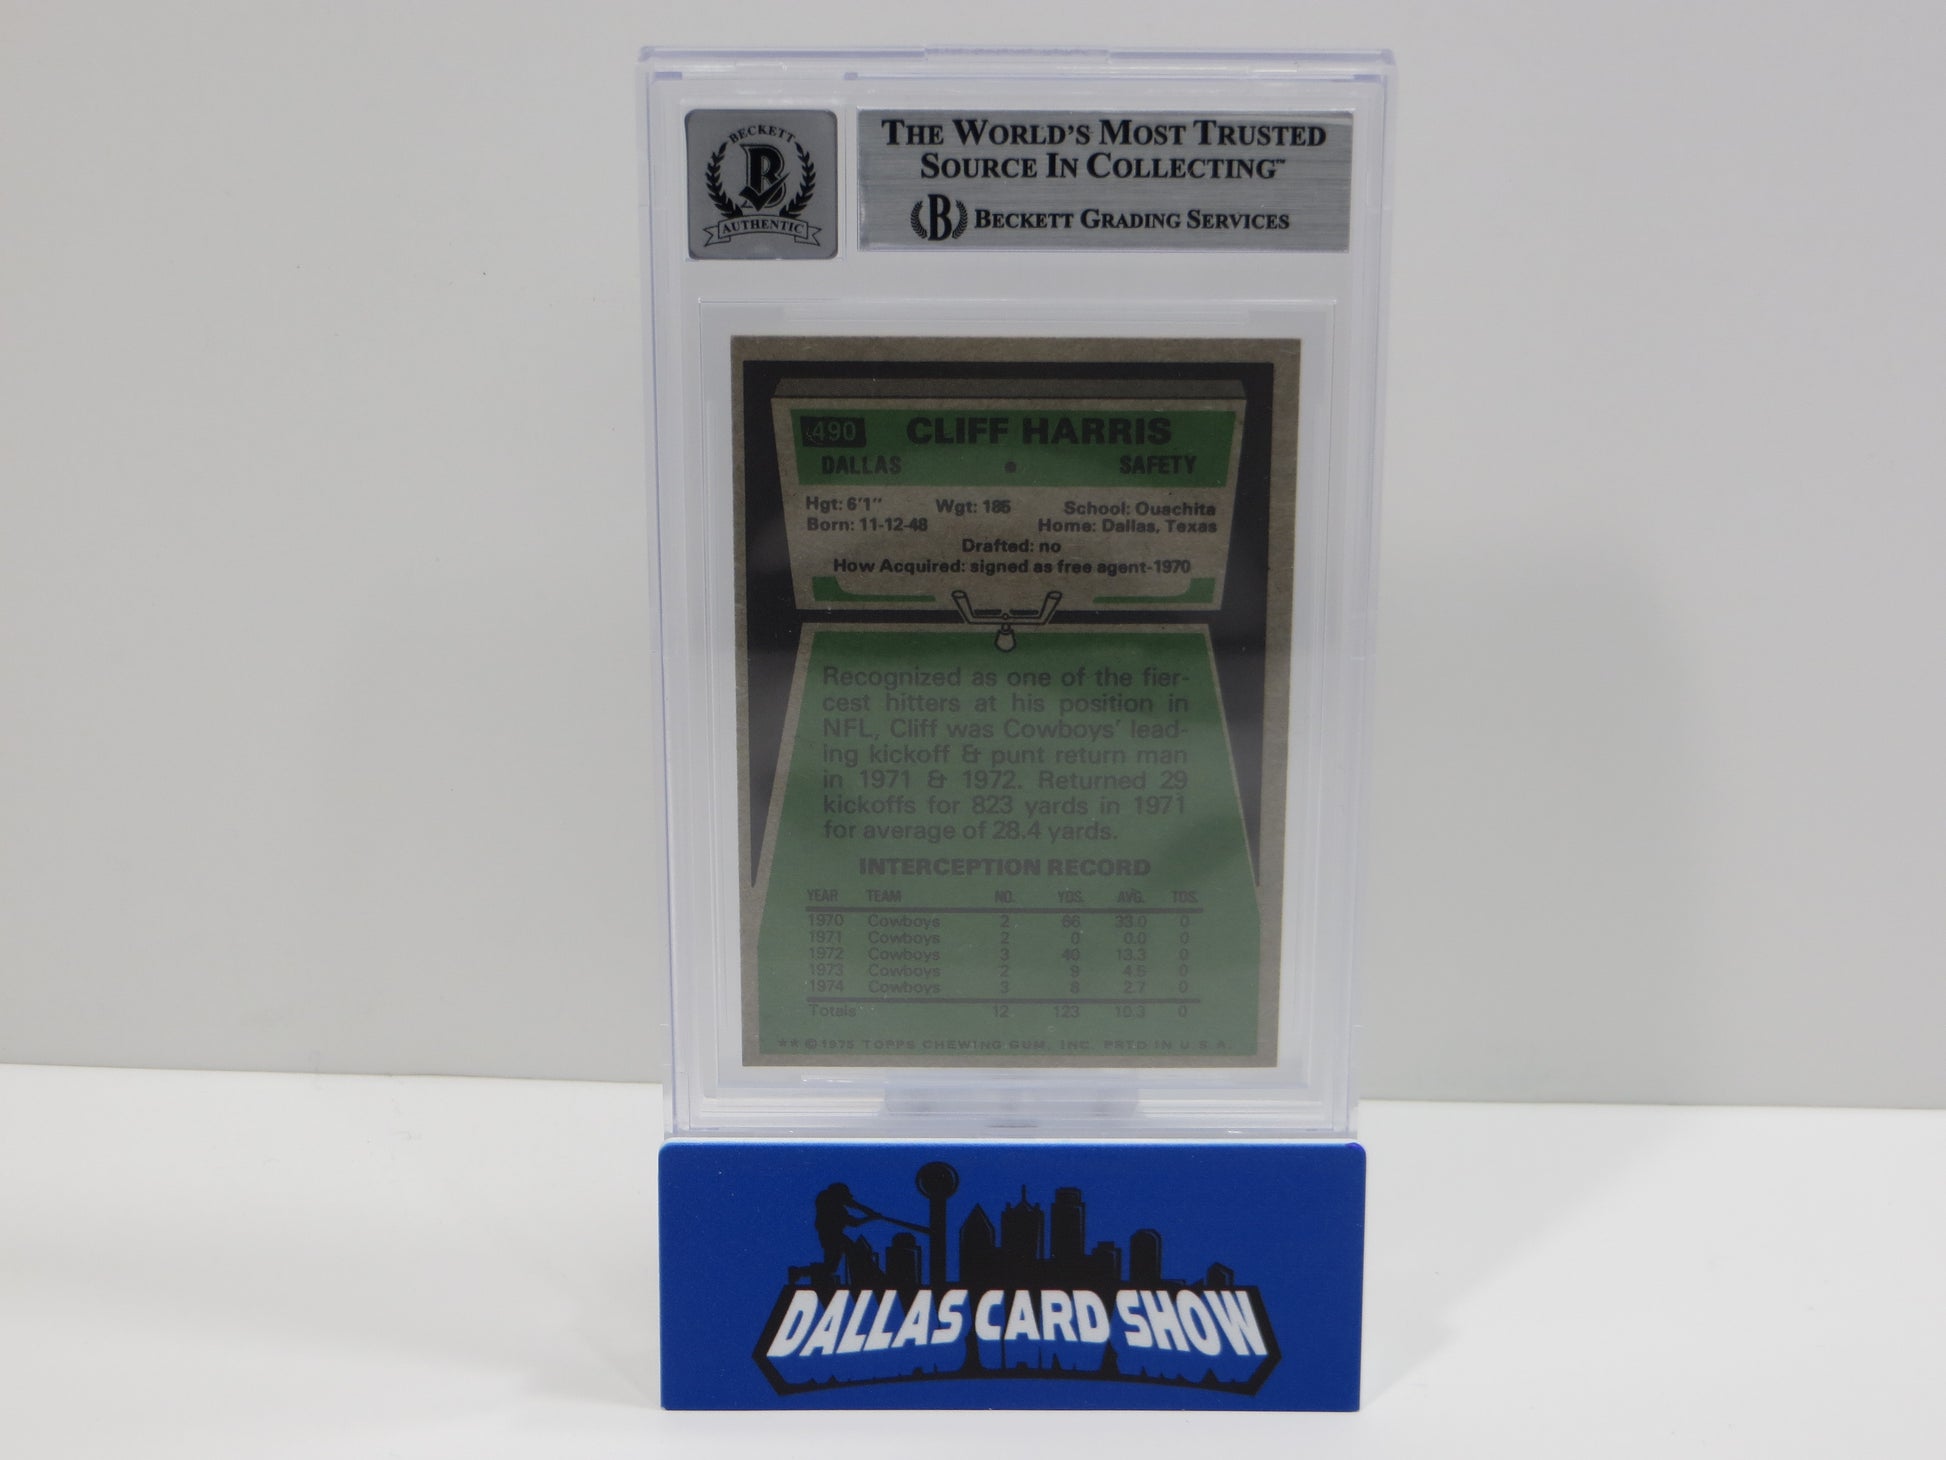 BECKETT
B
AUTHENTIC
THE WORLD'S MOST TRUSTED
SOURCE IN COLLECTING™
B BECKETT GRADING SERVICES
490 CLIFF HARRIS
DALLAS • SAFETY
Hgt: 6'1" Wgt: 185 School: Ouachita
Born: 11-12-48 Home: Dallas, Texas
Drafted: no
How Acquired: signed as free agent-1970
Recognized as one of the fier-
cest hitters at his position in
NFL, Cliff was Cowboys' lead-
ing kickoff & punt return man
in 1971 & 1972. Returned 29
kickoffs for 823 yards in 1971
for average of 28.4 yards.
INTERCEPTION RECORD
YEAR TEAM NO. YDS. AVG. TDS.
1970 Cowboys 2 66 33.0 0
1971 Cowboys 2 0 0.0 0
1972 Cowboys 3 40 13.3 0
1973 Cowboys 2 9 4.5 0
1974 Cowboys 3 8 2.7 0
Totals 12 123 10.3 0
** © 1975 TOPPS CHEWING GUM, INC. PRTD IN U.S.A.
DALLAS CARD SHOW